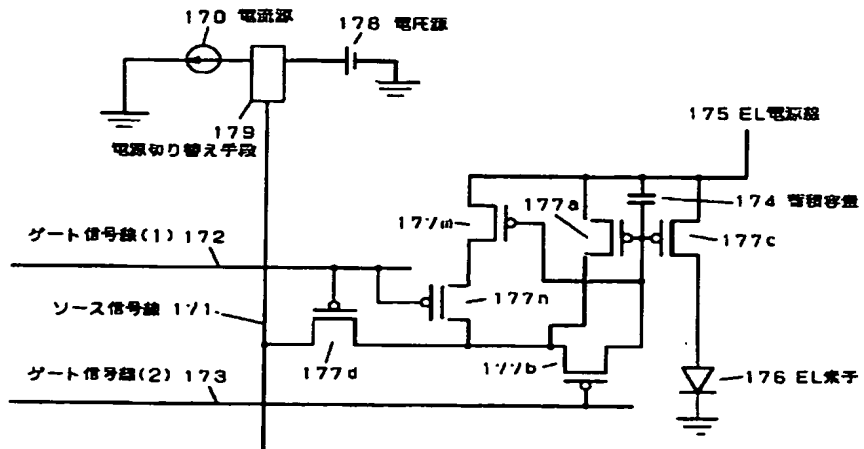 170 電流源
178 電圧源
179
電源切り替え手段
175 EL電源線
174 蓄積容量
177a
177m
177c
ゲート信号線(1) 172
177n
ソース信号線 171
177d
177b
ゲート信号線(2) 173
176 EL素子